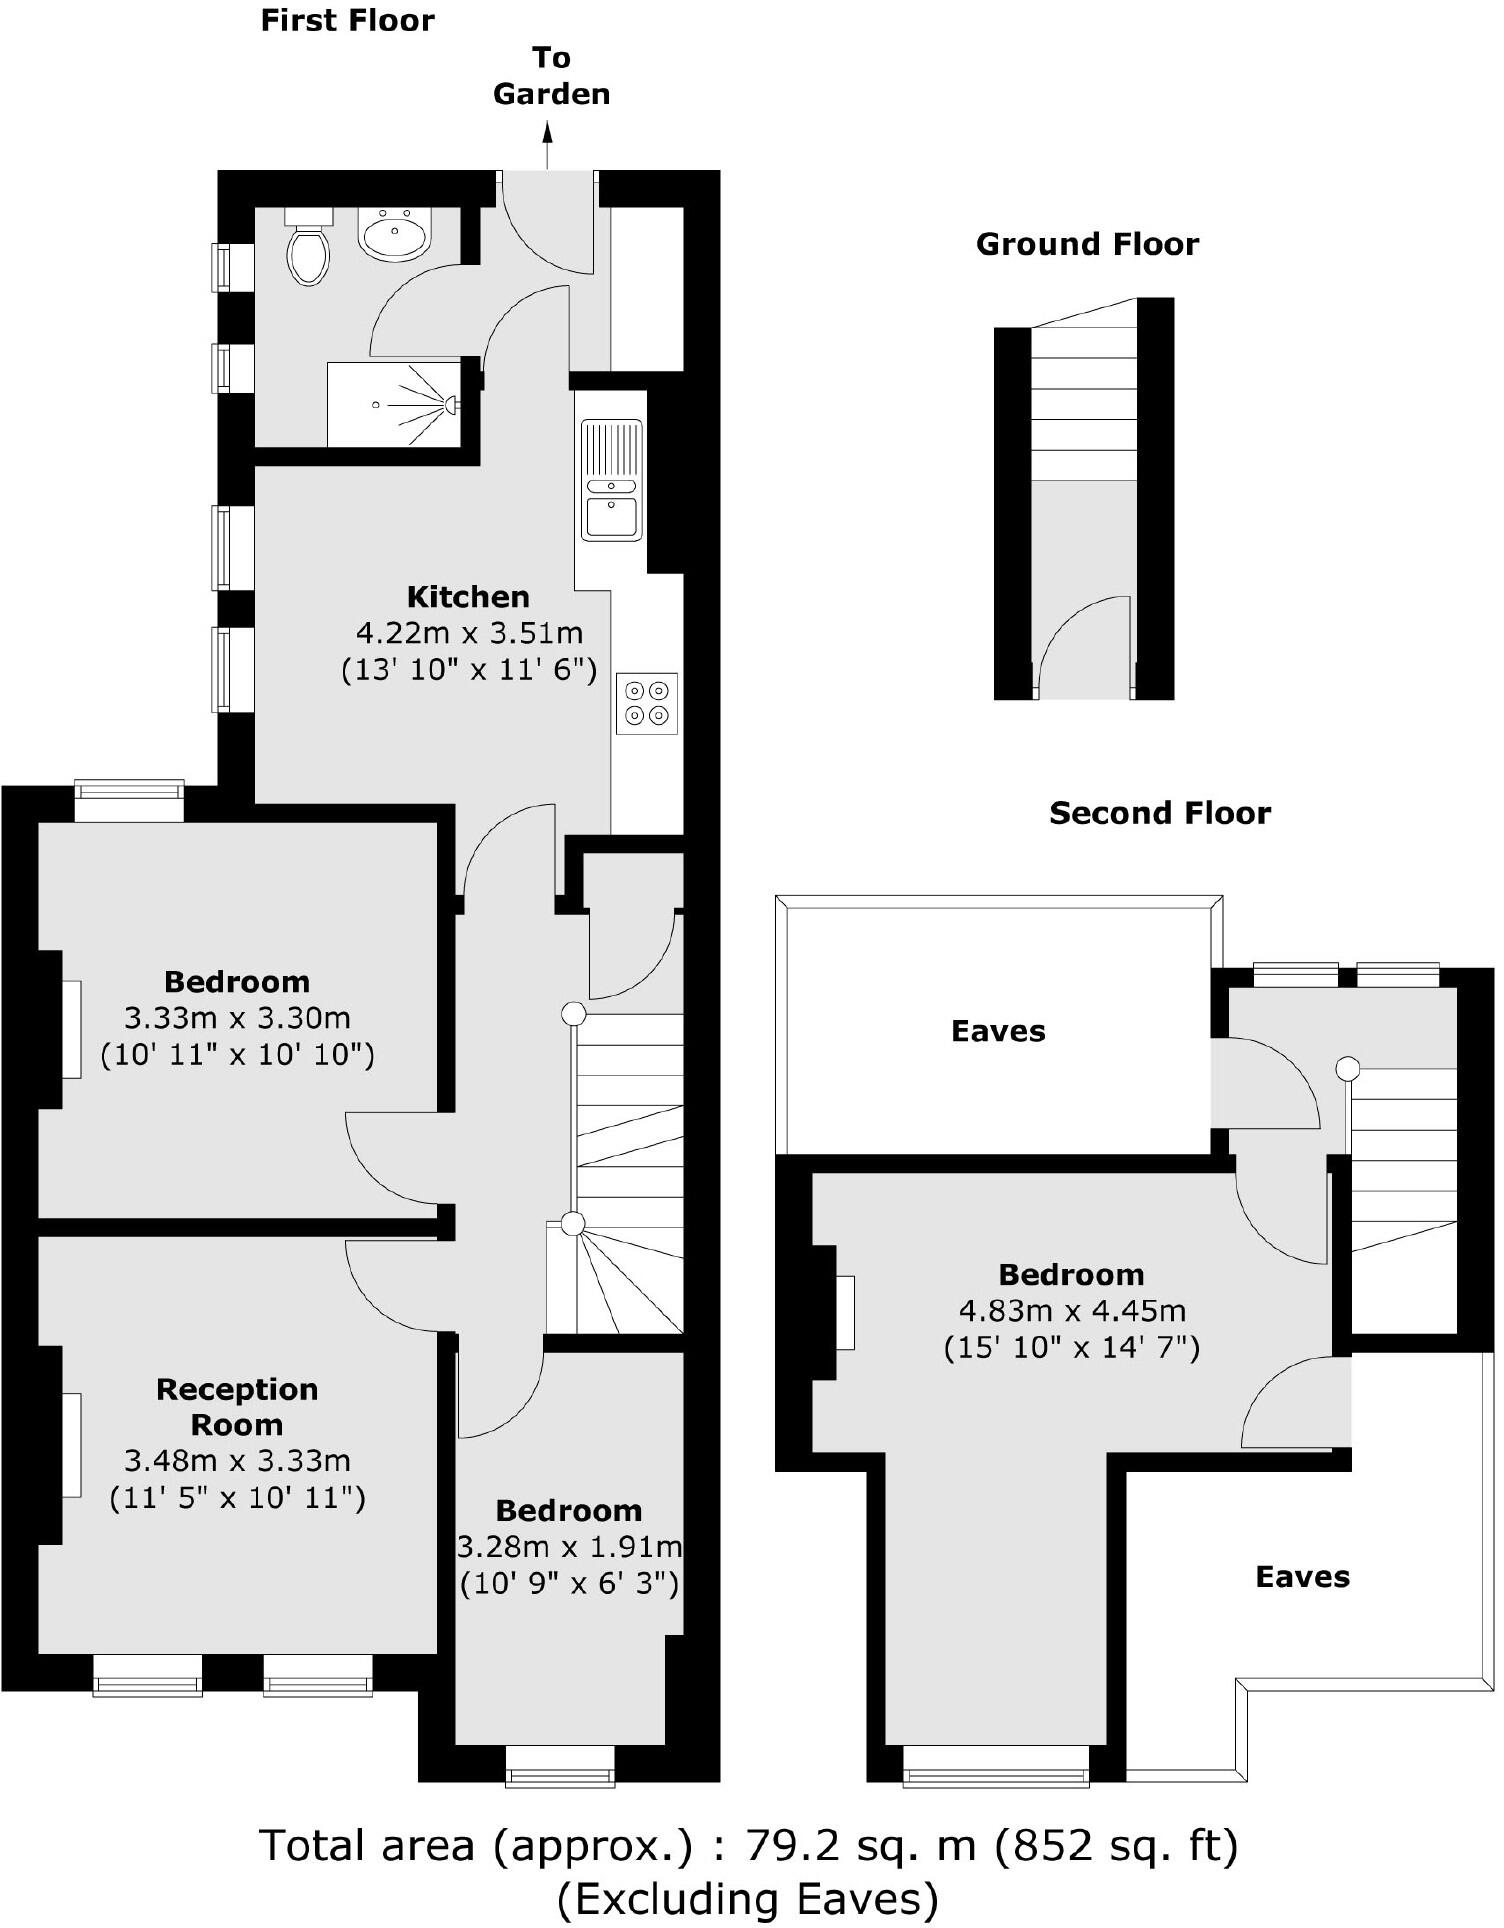 First Floor
To
Garden
Ground Floor
Kitchen
4.22m x 3.51m
(13' 10" x 11' 6")
Second Floor
Bedroom
3.33m x 3.30m
(10' 11" x 10' 10")
Eaves
Bedroom
4.83m x 4.45m
(15' 10" x 14' 7")
Reception
Room
3.48m x 3.33m
(11' 5" x 10' 11")
Bedroom
3.28m x 1.91m
(10' 9" x 6' 3")
Eaves
Total area (approx.) : 79.2 sq. m (852 sq. ft)
(Excluding Eaves)